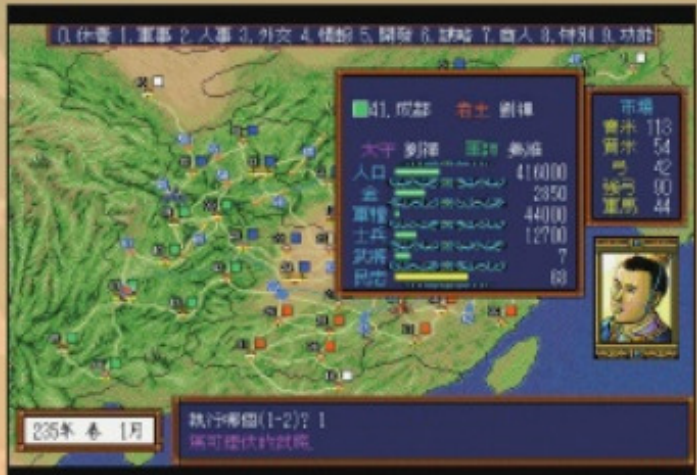 0.休養 1.軍事 2.人事 3.外交 4.情報 5.開發 6.謀略 7.商人 8.特別 9.功能
41.成都 君主 劉禪
太守 劉禪 軍師 姜維
人口 416000
金 2850
軍糧 44000
士兵 12700
武將 7
民忠 68
市場
賣米 113
買米 54
弓 42
強弓 90
軍馬 44
235年 春 1月
執行哪個(1-2)? 1